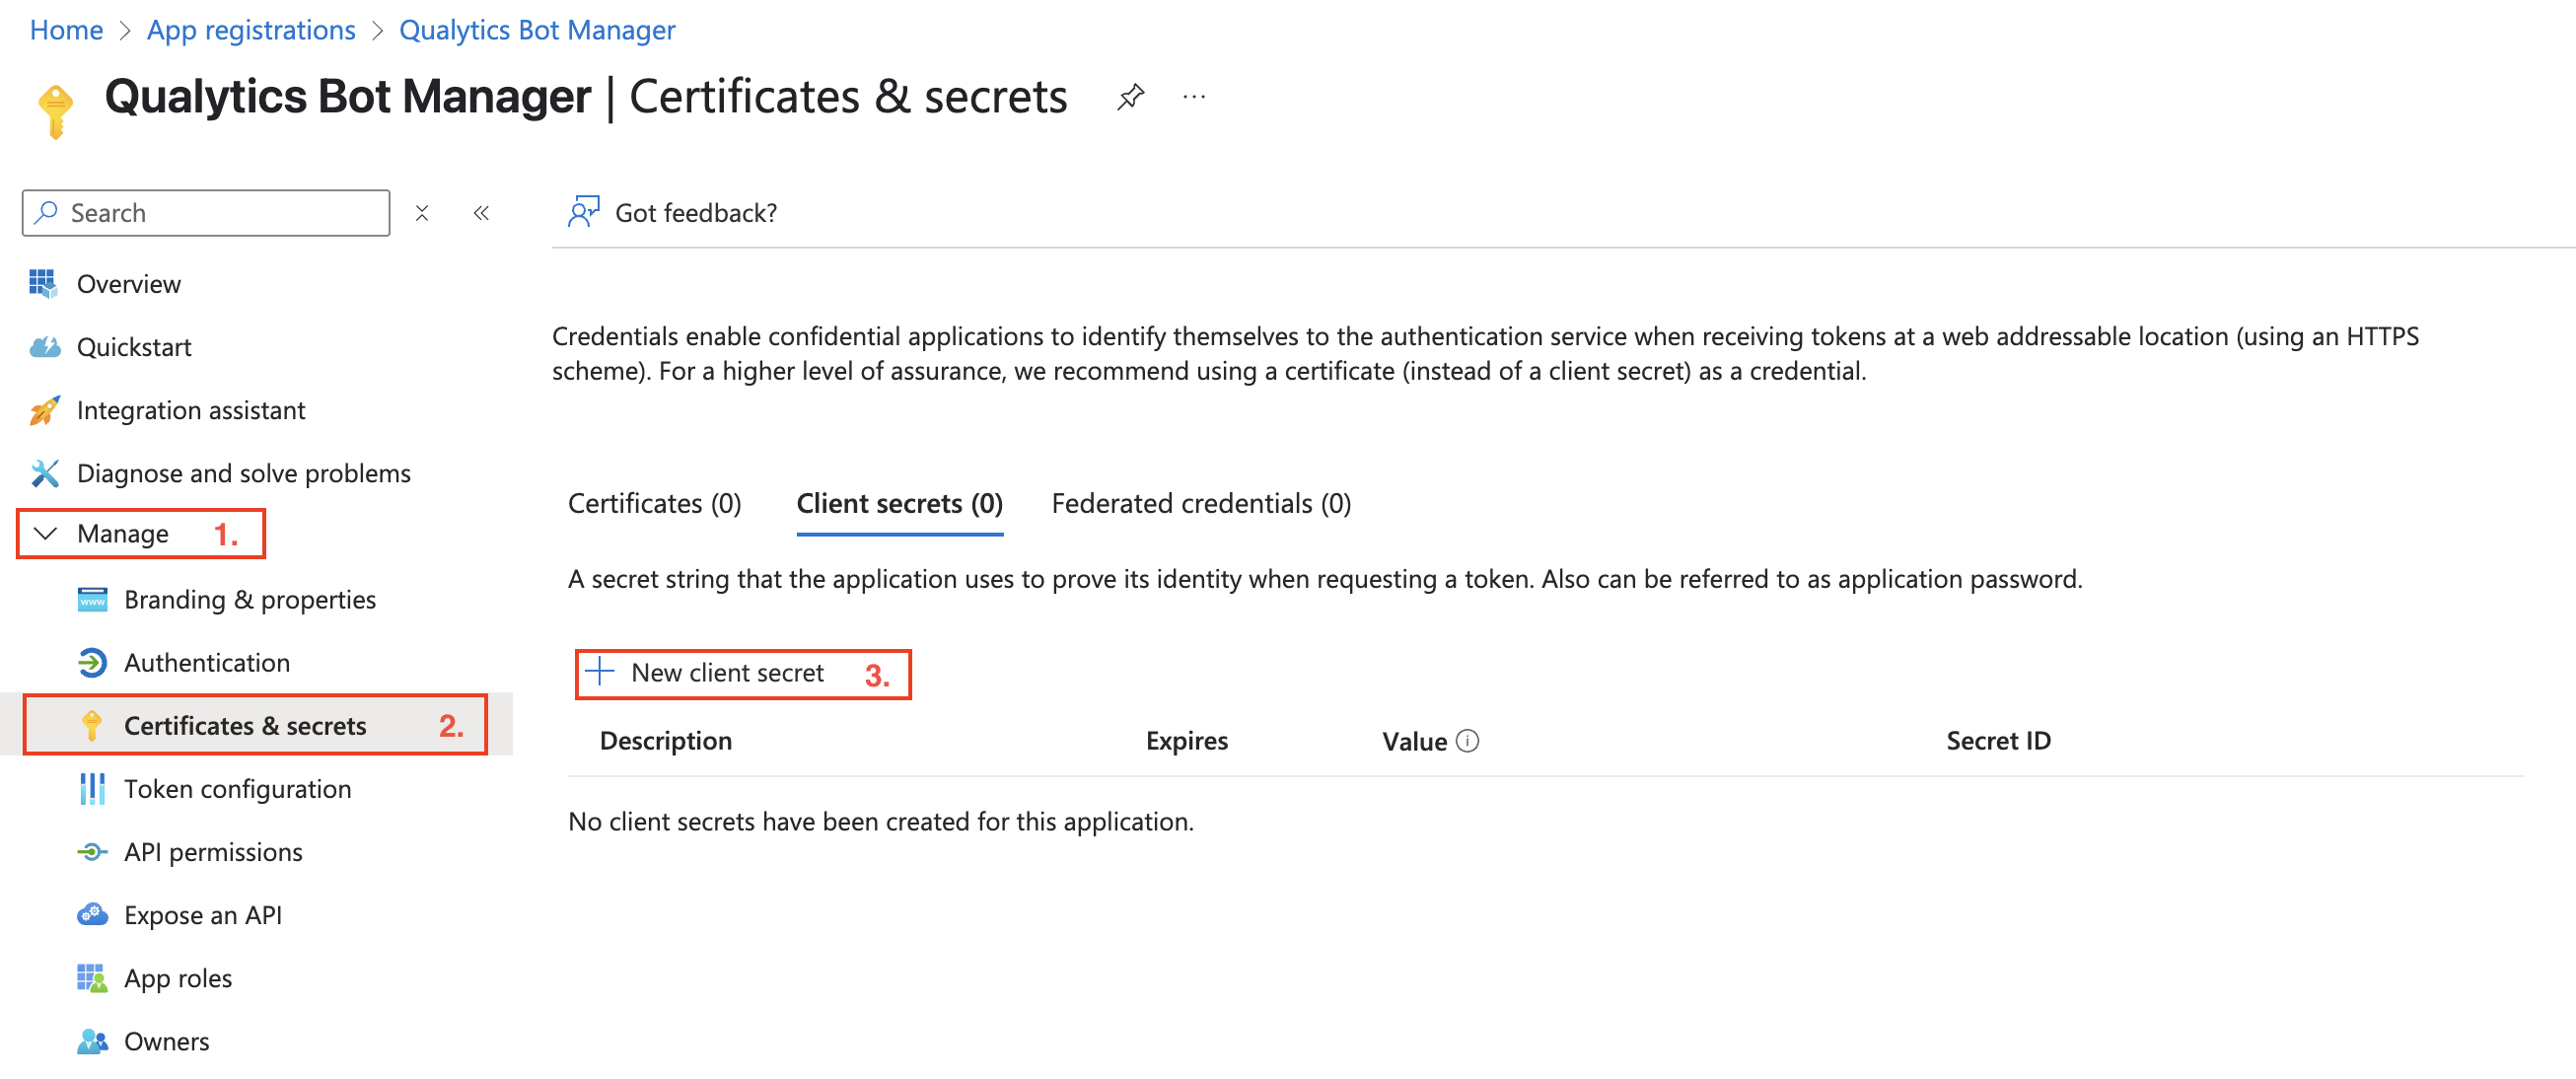 Home > App registrations > Qualytics Bot Manager
Qualytics Bot Manager | Certificates & secrets ...
Search
Got feedback?
Overview
Quickstart
Integration assistant
Diagnose and solve problems
Manage 1.
Branding & properties
Authentication
Certificates & secrets 2.
Token configuration
API permissions
Expose an API
App roles
Owners
Credentials enable confidential applications to identify themselves to the authentication service when receiving tokens at a web addressable location (using an HTTPS
scheme). For a higher level of assurance, we recommend using a certificate (instead of a client secret) as a credential.
Certificates (0) Client secrets (0) Federated credentials (0)
A secret string that the application uses to prove its identity when requesting a token. Also can be referred to as application password.
New client secret 3.
Description Expires Value Secret ID
No client secrets have been created for this application.